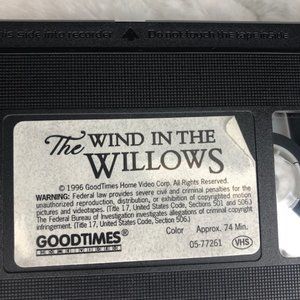 this side into recorder
Do not touch the tape inside
The WIND IN THE
WILLOWS
© 1996 GoodTimes Home Video Corp. All Rights Reserved.
WARNING: Federal law provides severe civil and criminal penalties for the
unauthorized reproduction, distribution, or exhibition of copyrighted motion
pictures and videotapes. (Title 17, United States Code, Sections 501 and 506.)
The Federal Bureau of Investigation investigates allegations of criminal copyright
infringement. (Title 17, United States Code, Section 506.)
Color Approx. 74 Min.
GOODTIMES
HOME VIDEO
05-77261 VHS